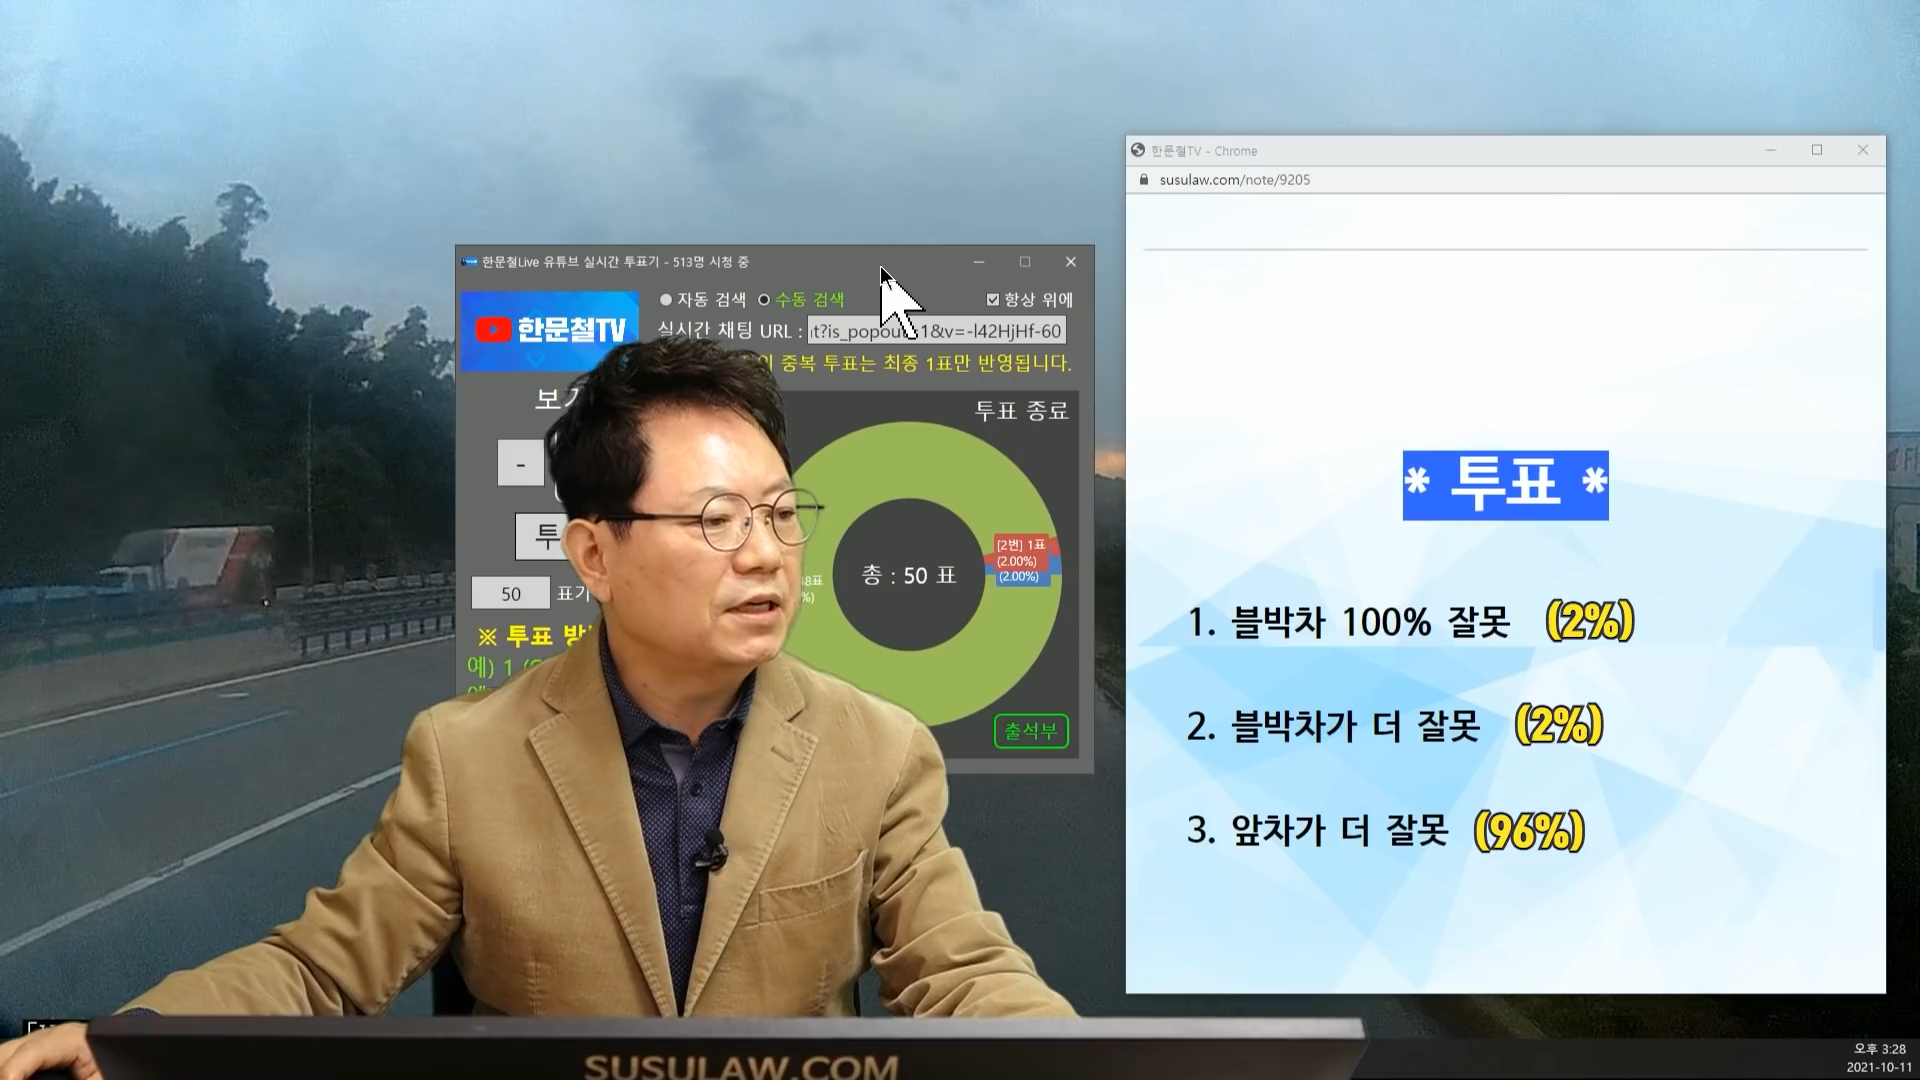 한문철Live 유튜브 실시간 투표기 - 513명 시청 중
한문철TV
자동 검색 수동 검색 항상 위에
실시간 채팅 URL :
1&v=-l42HjHf-60
중복 투표는 최종 1표만 반영됩니다.
투표 종료
-
50
※ 투표
예) 1
총 : 50 표
[2번] 1표
(2.00%)
(2.00%)
출석부
한문철TV - Chrome
susulaw.com/note/9205
* 투표 *
1. 블박차 100% 잘못 (2%)
2. 블박차가 더 잘못 (2%)
3. 앞차가 더 잘못 (96%)
SUSULAW.COM
오후 3:28
2021-10-11